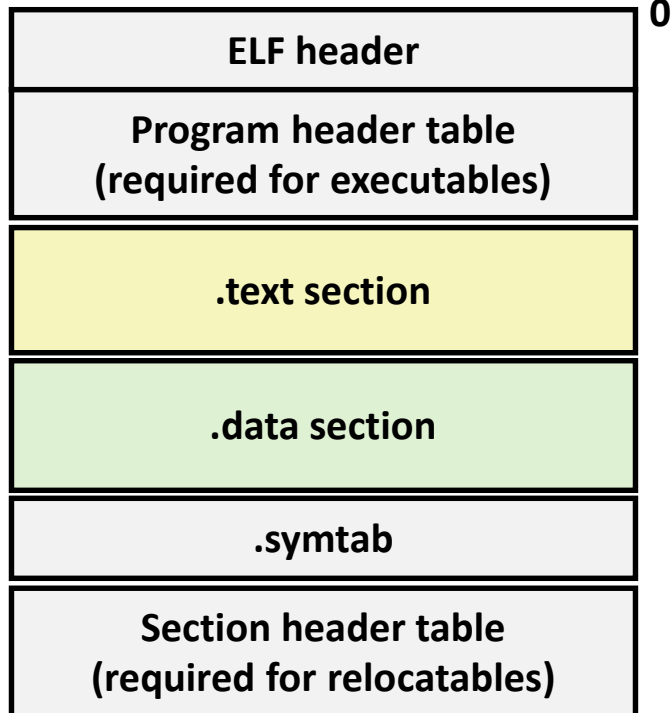 0
ELF header
Program header table
(required for executables)
.text section
.data section
.symtab
Section header table
(required for relocatables)